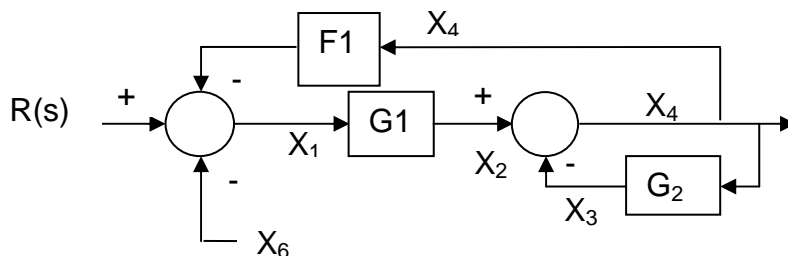 F1
X₄
-
R(s)
+
X₁
G1
+
X₂
X₄
-
G₂
X₃
-
X₆